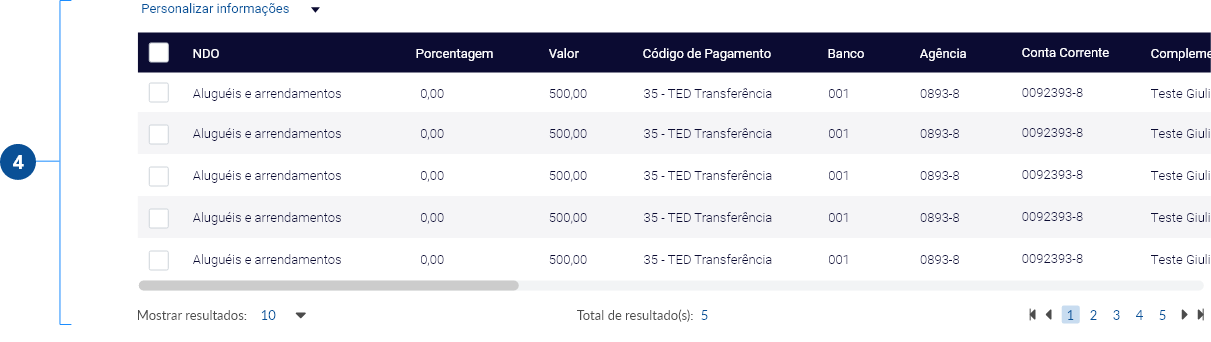 Personalizar informações
NDO Porcentagem Valor Código de Pagamento Banco Agência Conta Corrente Compleme
Aluguéis e arrendamentos 0,00 500,00 35 - TED Transferência 001 0893-8 0092393-8 Teste Giuli
Aluguéis e arrendamentos 0,00 500,00 35 - TED Transferência 001 0893-8 0092393-8 Teste Giuli
4
Aluguéis e arrendamentos 0,00 500,00 35 - TED Transferência 001 0893-8 0092393-8 Teste Giuli
Aluguéis e arrendamentos 0,00 500,00 35 - TED Transferência 001 0893-8 0092393-8 Teste Giuli
Aluguéis e arrendamentos 0,00 500,00 35 - TED Transferência 001 0893-8 0092393-8 Teste Giuli
Mostrar resultados: 10 Total de resultado(s): 5 1 2 3 4 5